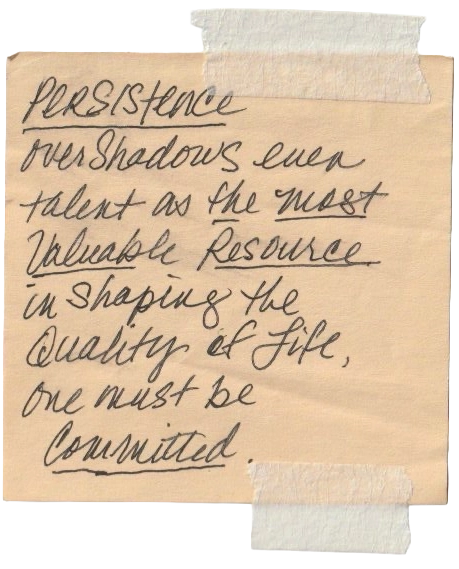 PERSISTENCE
overShadows even
talent as the most
Valuable Resource
in shaping the
Quality of Life,
one must be
Committed.